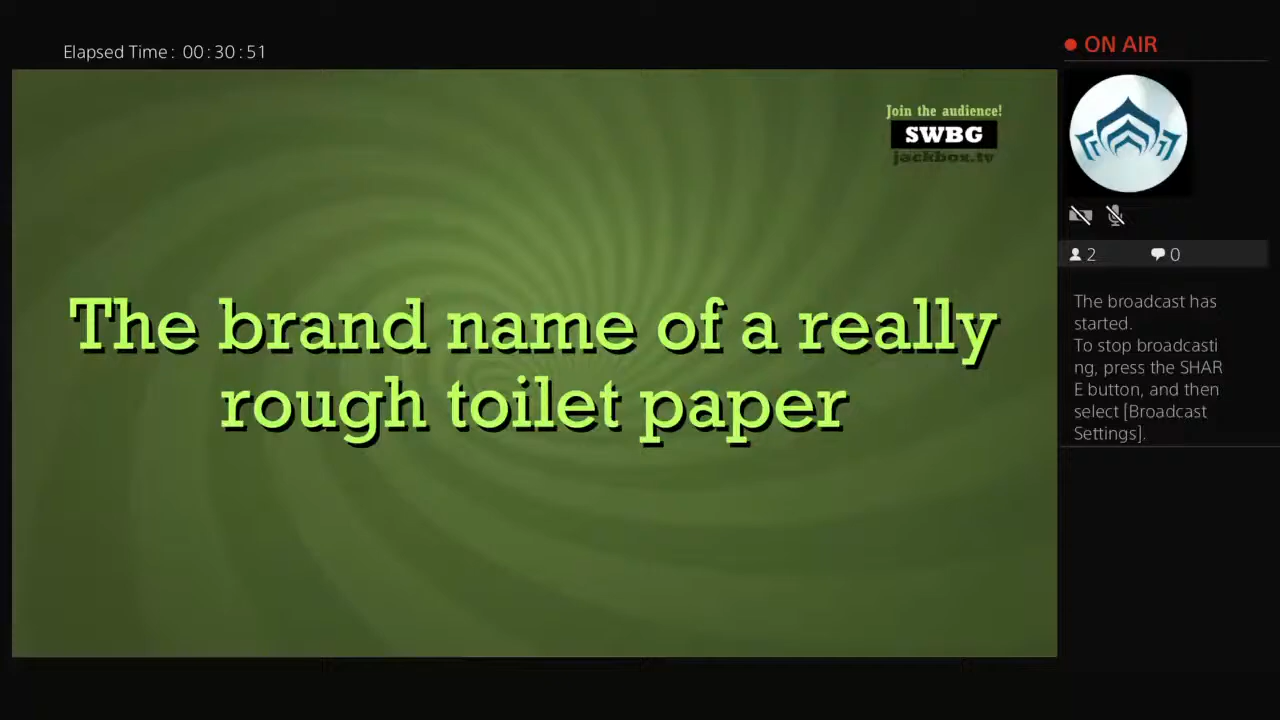 Elapsed Time: 00:30:51
ON AIR
Join the audience!
SWBG
jackbox.tv
The brand name of a really
rough toilet paper
2 0
The broadcast has
started.
To stop broadcasti
ng, press the SHAR
E button, and then
select [Broadcast
Settings].